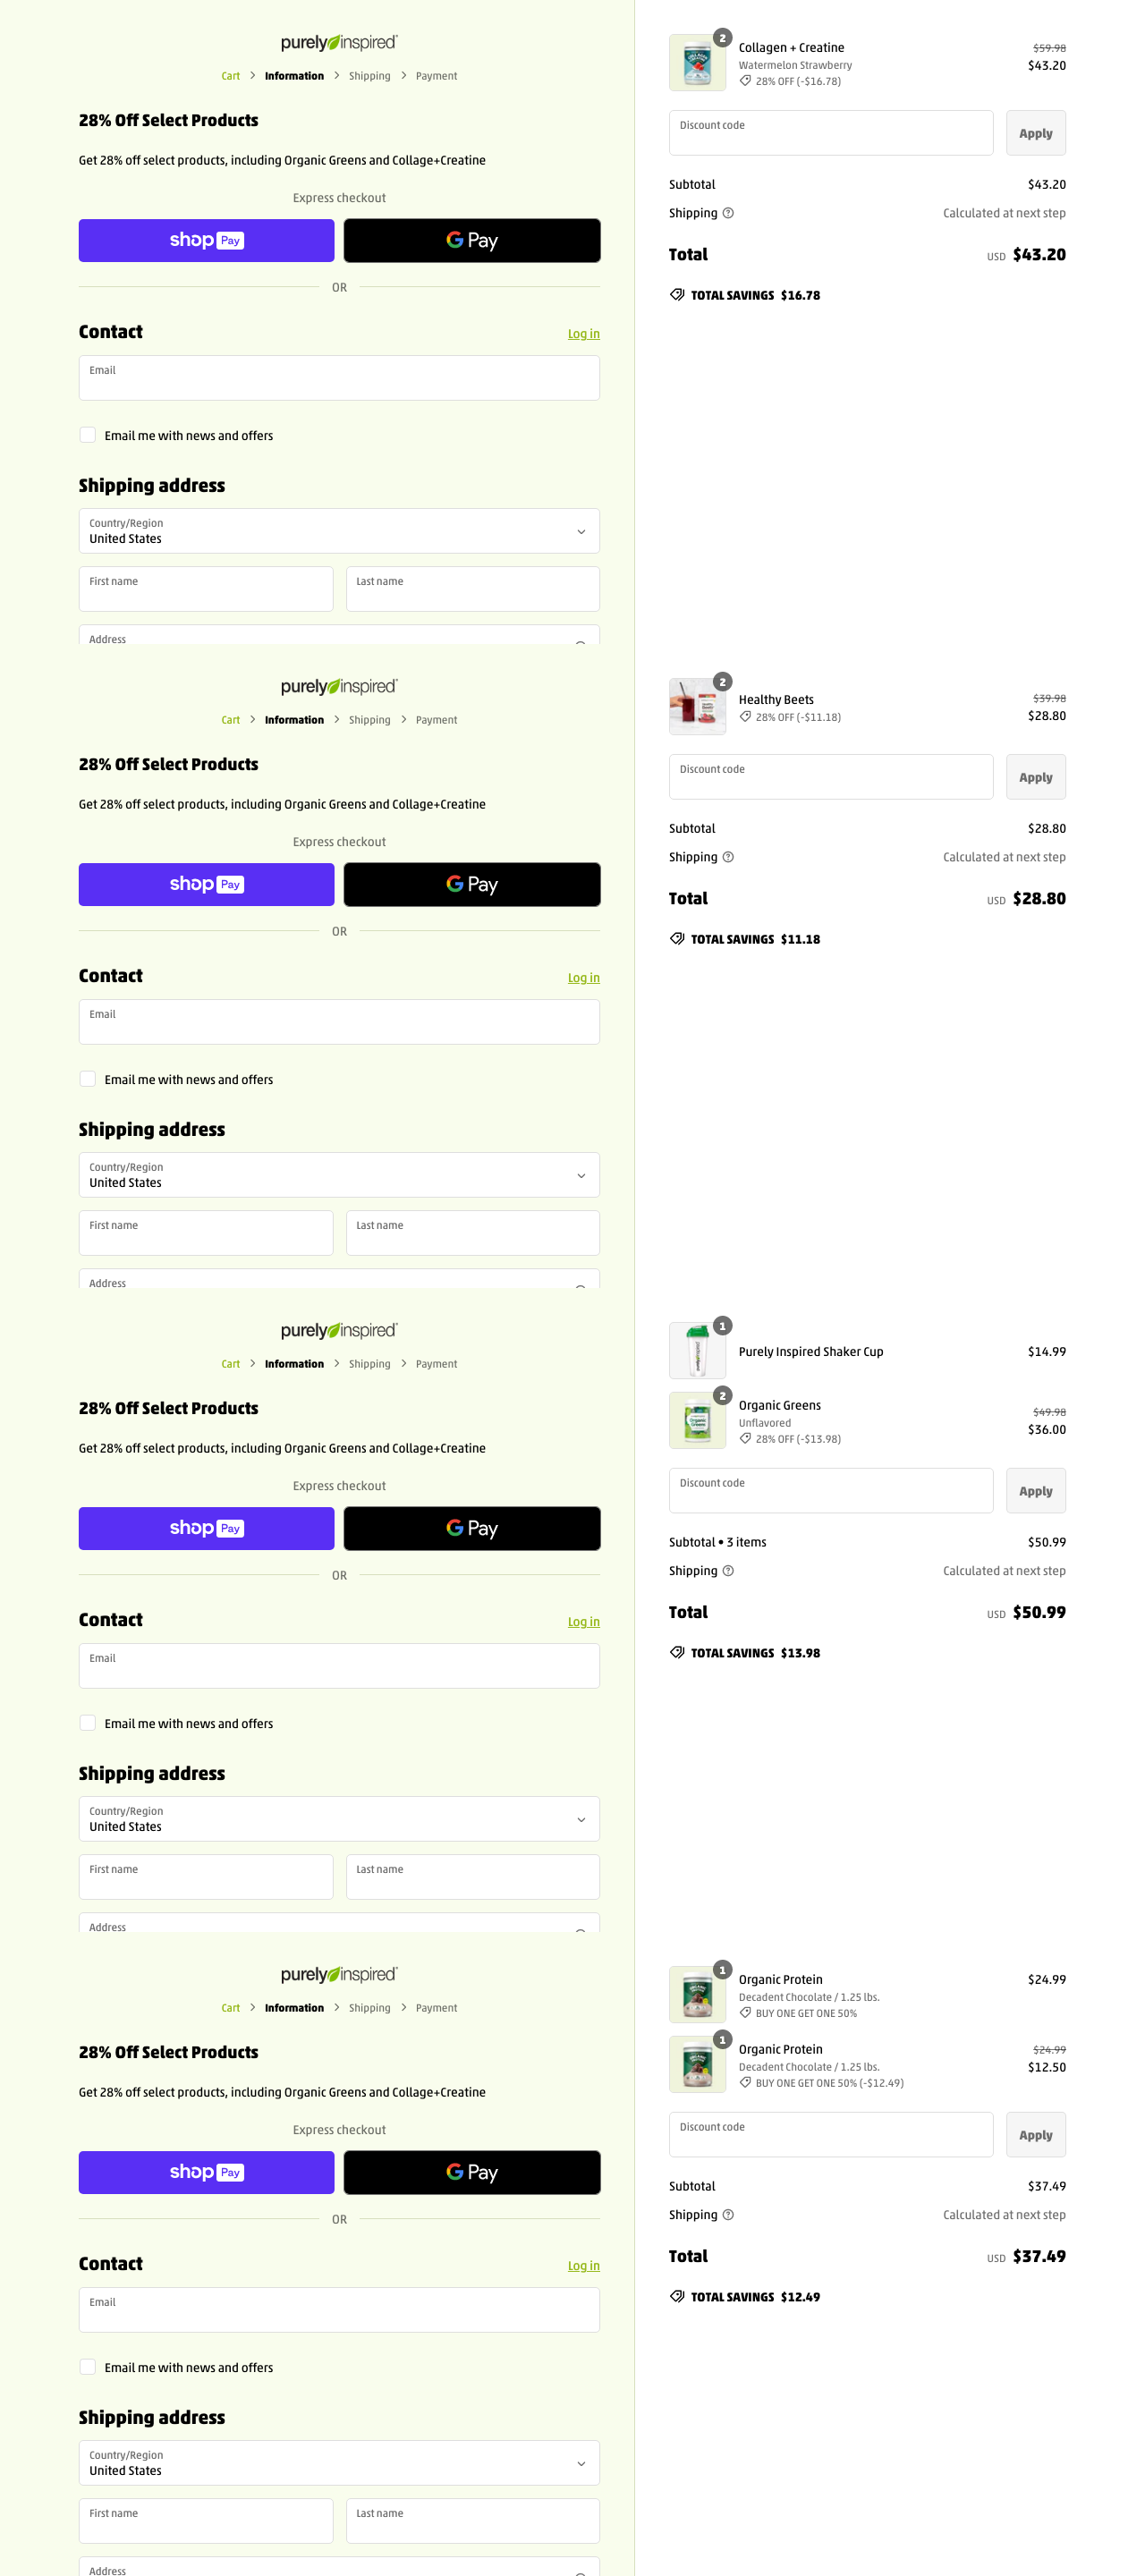 purely inspired
Cart > Information > Shipping > Payment
28% Off Select Products
Get 28% off select products, including Organic Greens and Collage+Creatine
Express checkout
shop Pay
G Pay
OR
Contact
Log in
Email
Email me with news and offers
Shipping address
Country/Region
United States
First name
Last name
Address
2
Collagen + Creatine
$59.98
Watermelon Strawberry
$43.20
28% OFF (-$16.78)
Discount code
Apply
Subtotal
$43.20
Shipping
Calculated at next step
Total
USD $43.20
TOTAL SAVINGS $16.78
purely inspired
Cart > Information > Shipping > Payment
28% Off Select Products
Get 28% off select products, including Organic Greens and Collage+Creatine
Express checkout
shop Pay
G Pay
OR
Contact
Log in
Email
Email me with news and offers
Shipping address
Country/Region
United States
First name
Last name
Address
2
Healthy Beets
$39.98
28% OFF (-$11.18)
$28.80
Discount code
Apply
Subtotal
$28.80
Shipping
Calculated at next step
Total
USD $28.80
TOTAL SAVINGS $11.18
purely inspired
Cart > Information > Shipping > Payment
28% Off Select Products
Get 28% off select products, including Organic Greens and Collage+Creatine
Express checkout
shop Pay
G Pay
OR
Contact
Log in
Email
Email me with news and offers
Shipping address
Country/Region
United States
First name
Last name
Address
1
Purely Inspired Shaker Cup
$14.99
2
Organic Greens
$49.98
Unflavored
$36.00
28% OFF (-$13.98)
Discount code
Apply
Subtotal • 3 items
$50.99
Shipping
Calculated at next step
Total
USD $50.99
TOTAL SAVINGS $13.98
purely inspired
Cart > Information > Shipping > Payment
28% Off Select Products
Get 28% off select products, including Organic Greens and Collage+Creatine
Express checkout
shop Pay
G Pay
OR
Contact
Log in
Email
Email me with news and offers
Shipping address
Country/Region
United States
First name
Last name
Address
1
Organic Protein
$24.99
Decadent Chocolate / 1.25 lbs.
BUY ONE GET ONE 50%
1
Organic Protein
$24.99
Decadent Chocolate / 1.25 lbs.
$12.50
BUY ONE GET ONE 50% (-$12.49)
Discount code
Apply
Subtotal
$37.49
Shipping
Calculated at next step
Total
USD $37.49
TOTAL SAVINGS $12.49